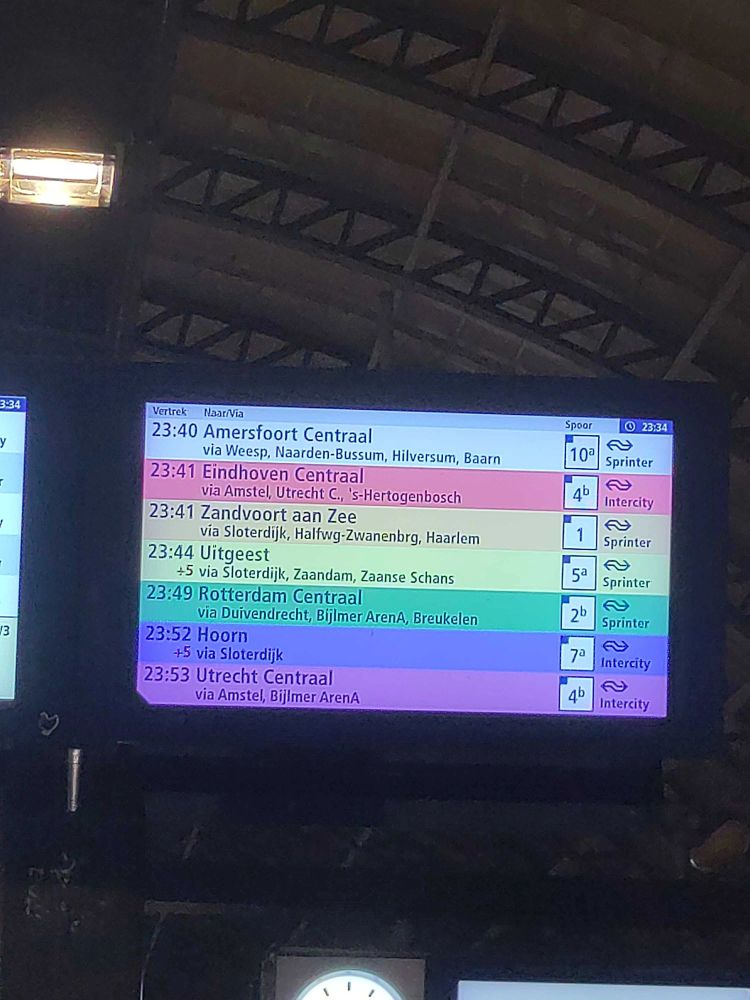 3:34
y
r
y
/3
Vertrek Naar/Via Spoor 23:34
23:40 Amersfoort Centraal 10a
via Weesp, Naarden-Bussum, Hilversum, Baarn Sprinter
23:41 Eindhoven Centraal 4b
via Amstel, Utrecht C., 's-Hertogenbosch Intercity
23:41 Zandvoort aan Zee 1
via Sloterdijk, Halfwg-Zwanenbrg, Haarlem Sprinter
23:44 Uitgeest 5a
+5 via Sloterdijk, Zaandam, Zaanse Schans Sprinter
23:49 Rotterdam Centraal 2b
via Duivendrecht, Bijlmer ArenA, Breukelen Sprinter
23:52 Hoorn 7a
+5 via Sloterdijk Intercity
23:53 Utrecht Centraal 4b
via Amstel, Bijlmer ArenA Intercity